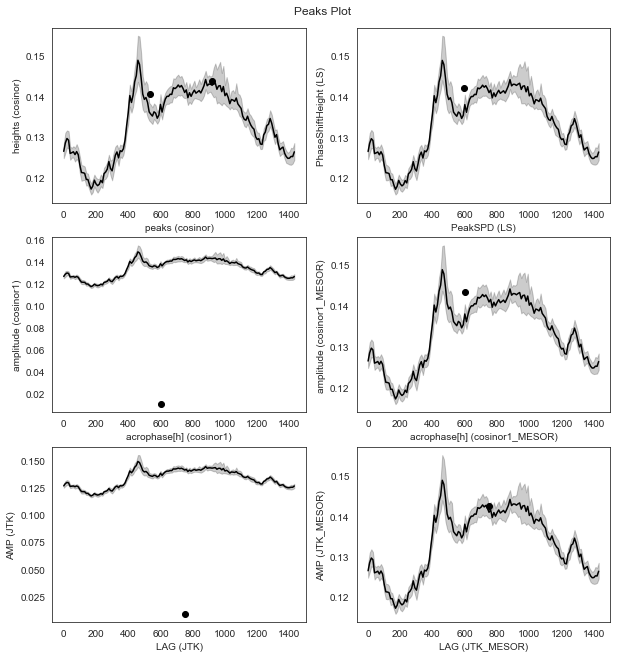 Peaks Plot
heights (cosinor)
0.15
0.14
0.13
0.12
0 200 400 600 800 1000 1200 1400
peaks (cosinor)
PhaseShiftHeight (LS)
0.15
0.14
0.13
0.12
0 200 400 600 800 1000 1200 1400
PeakSPD (LS)
amplitude (cosinor1)
0.16
0.14
0.12
0.10
0.08
0.06
0.04
0.02
0 200 400 600 800 1000 1200 1400
acrophase[h] (cosinor1)
amplitude (cosinor1_MESOR)
0.15
0.14
0.13
0.12
0 200 400 600 800 1000 1200 1400
acrophase[h] (cosinor1_MESOR)
AMP (JTK)
0.150
0.125
0.100
0.075
0.050
0.025
0 200 400 600 800 1000 1200 1400
LAG (JTK)
AMP (JTK_MESOR)
0.15
0.14
0.13
0.12
0 200 400 600 800 1000 1200 1400
LAG (JTK_MESOR)